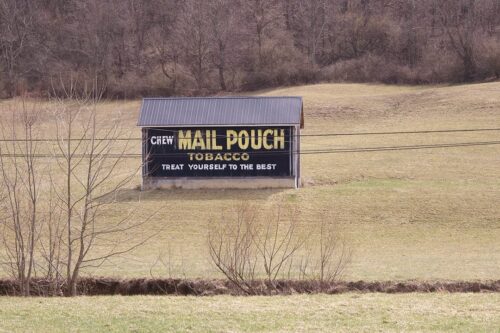 CHEW MAIL POUCH
TOBACCO
TREAT YOURSELF TO THE BEST